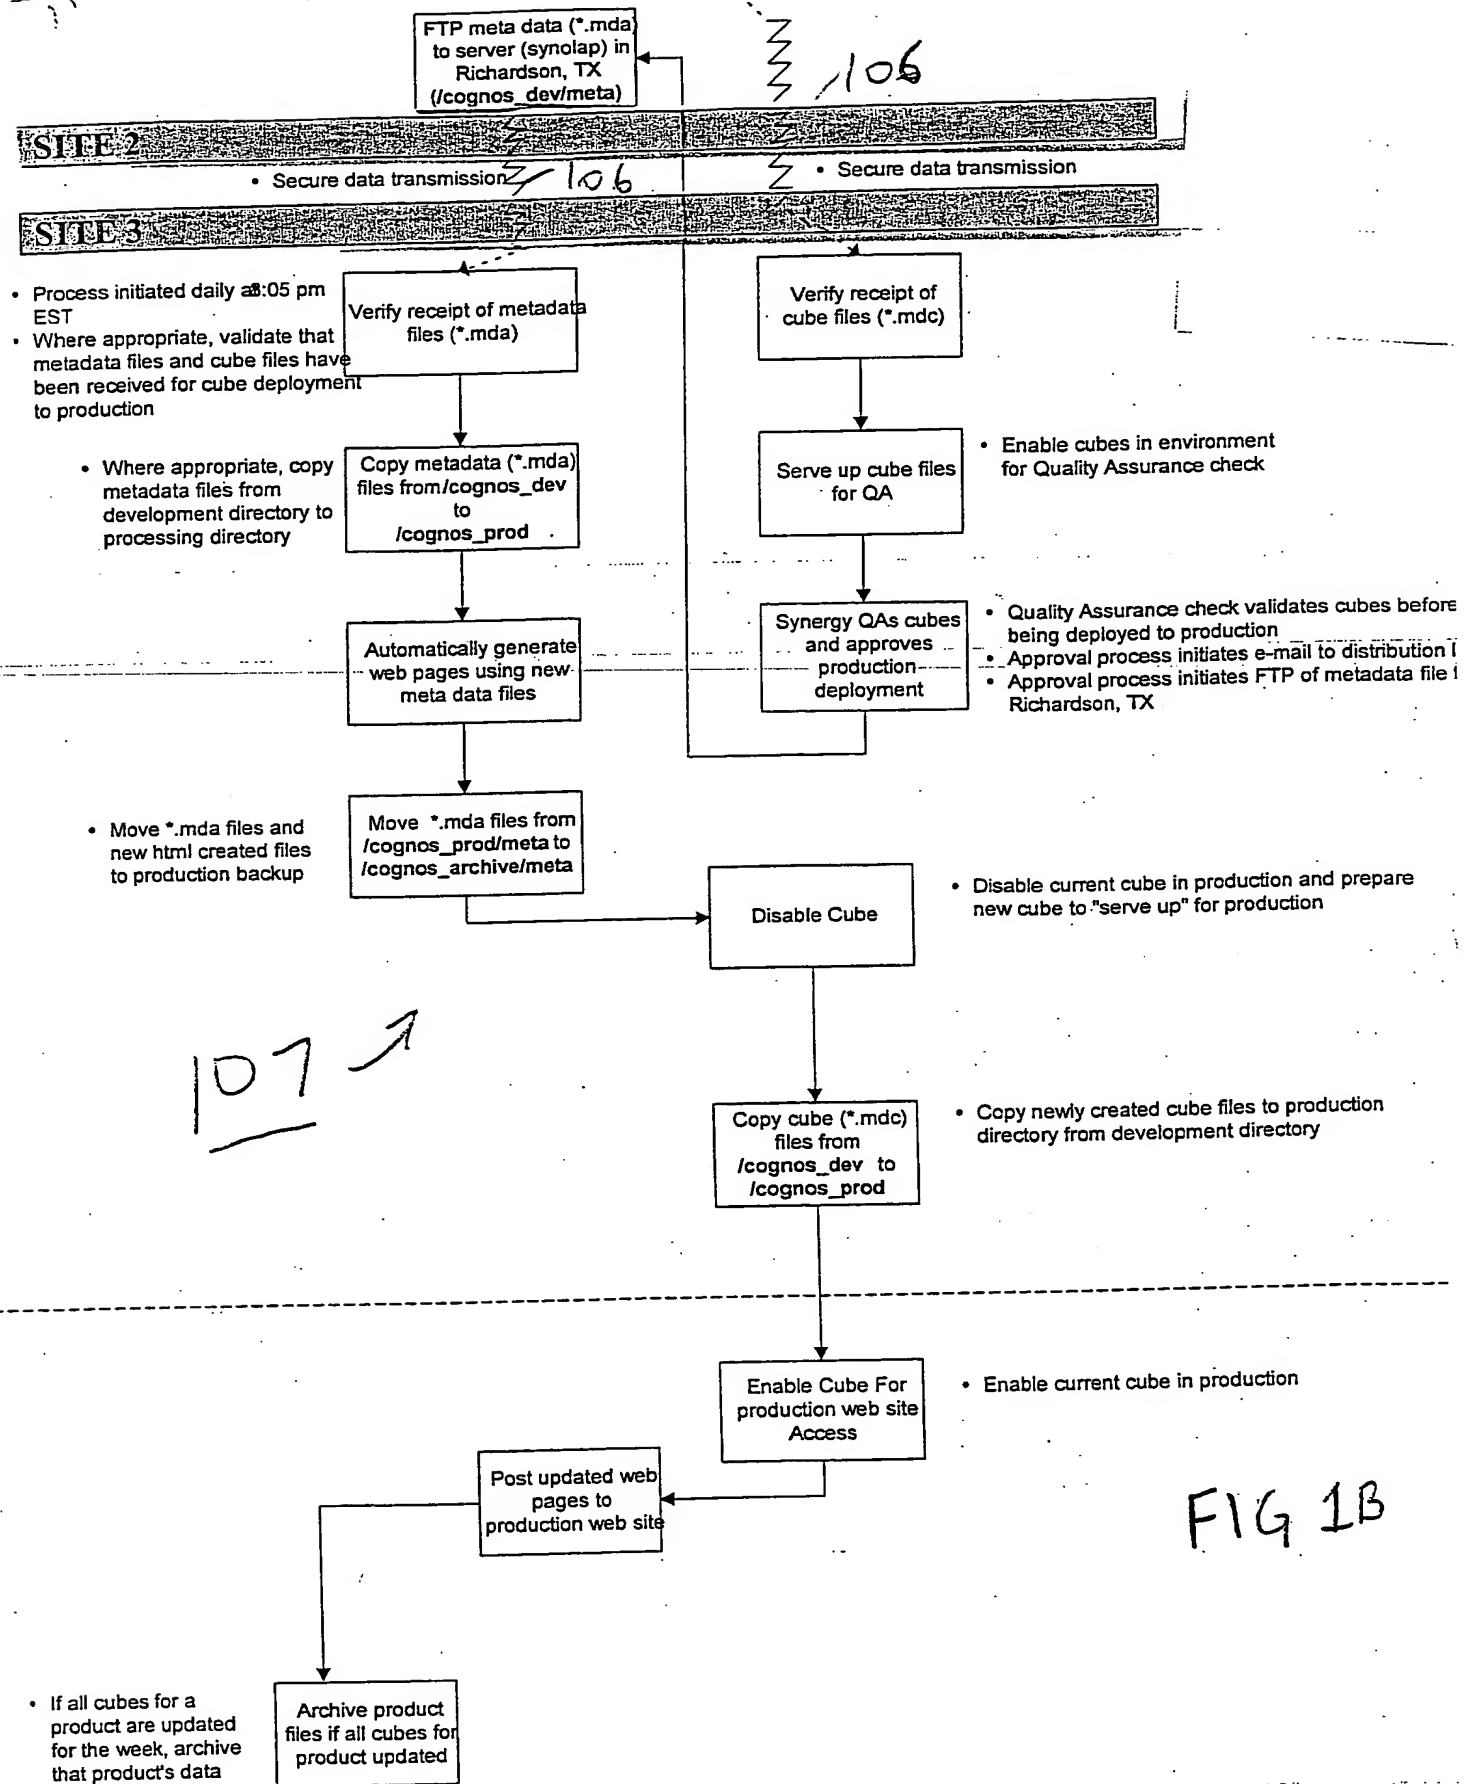 FTP meta data (*.mda)
to server (synolap) in
Richardson, TX
(/cognos_dev/meta)
106
SITE 2
• Secure data transmission
106
• Secure data transmission
SITE 3
• Process initiated daily at 8:05 pm
EST
• Where appropriate, validate that
metadata files and cube files have
been received for cube deployment
to production
Verify receipt of metadata
files (*.mda)
Verify receipt of
cube files (*.mdc)
• Where appropriate, copy
metadata files from
development directory to
processing directory
Copy metadata (*.mda)
files from/cognos_dev
to
/cognos_prod
Serve up cube files
for QA
• Enable cubes in environment
for Quality Assurance check
Automatically generate
web pages using new
meta data files
Synergy QAs cubes
and approves
production
deployment
• Quality Assurance check validates cubes before
being deployed to production
• Approval process initiates e-mail to distribution
• Approval process initiates FTP of metadata file
Richardson, TX
• Move *.mda files and
new html created files
to production backup
Move *.mda files from
/cognos_prod/meta to
/cognos_archive/meta
Disable Cube
• Disable current cube in production and prepare
new cube to "serve up" for production
107
Copy cube (*.mdc)
files from
/cognos_dev to
/cognos_prod
• Copy newly created cube files to production
directory from development directory
Enable Cube For
production web site
Access
• Enable current cube in production
Post updated web
pages to
production web site
FIG 1B
• If all cubes for a
product are updated
for the week, archive
that product's data
Archive product
files if all cubes for
product updated